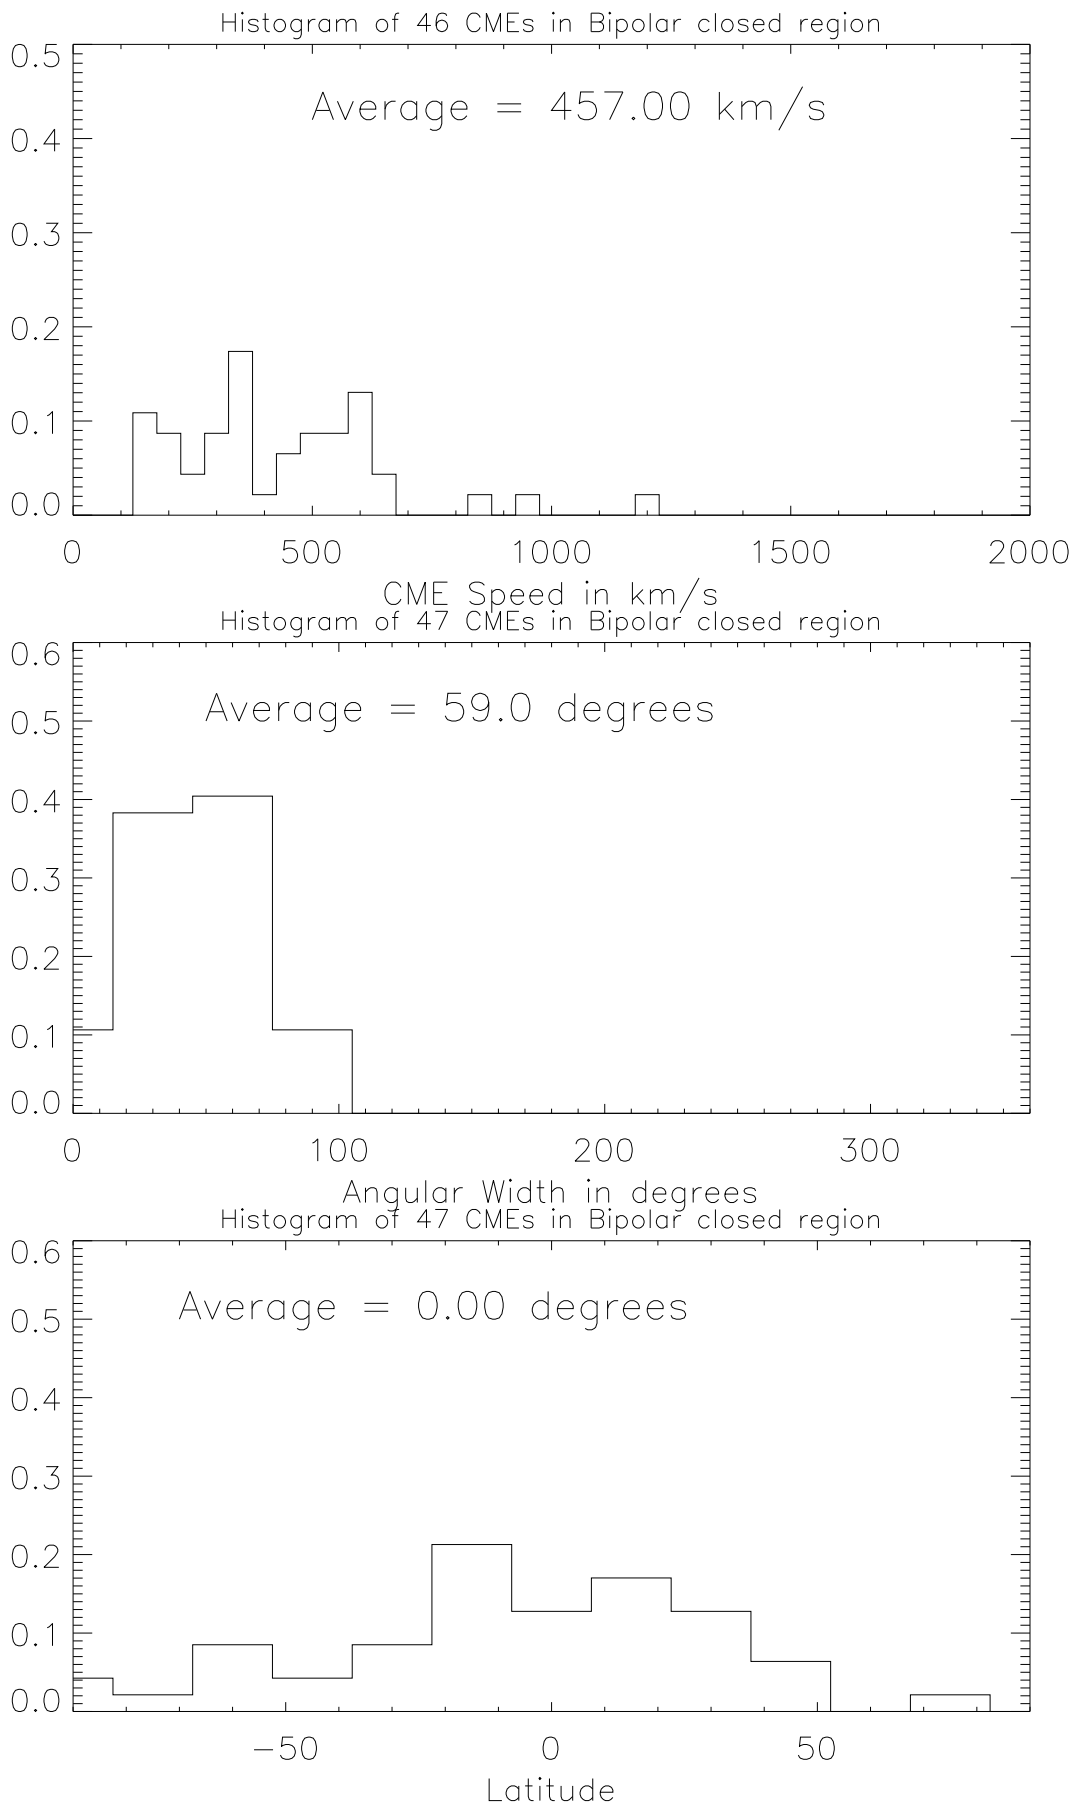 Histogram of 46 CMEs in Bipolar closed region
0.5
Average = 457.00 km/s
0.4
0.3
0.2
0.1
0.0
0 500 1000 1500 2000
CME Speed in km/s
Histogram of 47 CMEs in Bipolar closed region
0.6
Average = 59.0 degrees
0.5
0.4
0.3
0.2
0.1
0.0
0 100 200 300
Angular Width in degrees
Histogram of 47 CMEs in Bipolar closed region
0.6
Average = 0.00 degrees
0.5
0.4
0.3
0.2
0.1
0.0
−50 0 50
Latitude